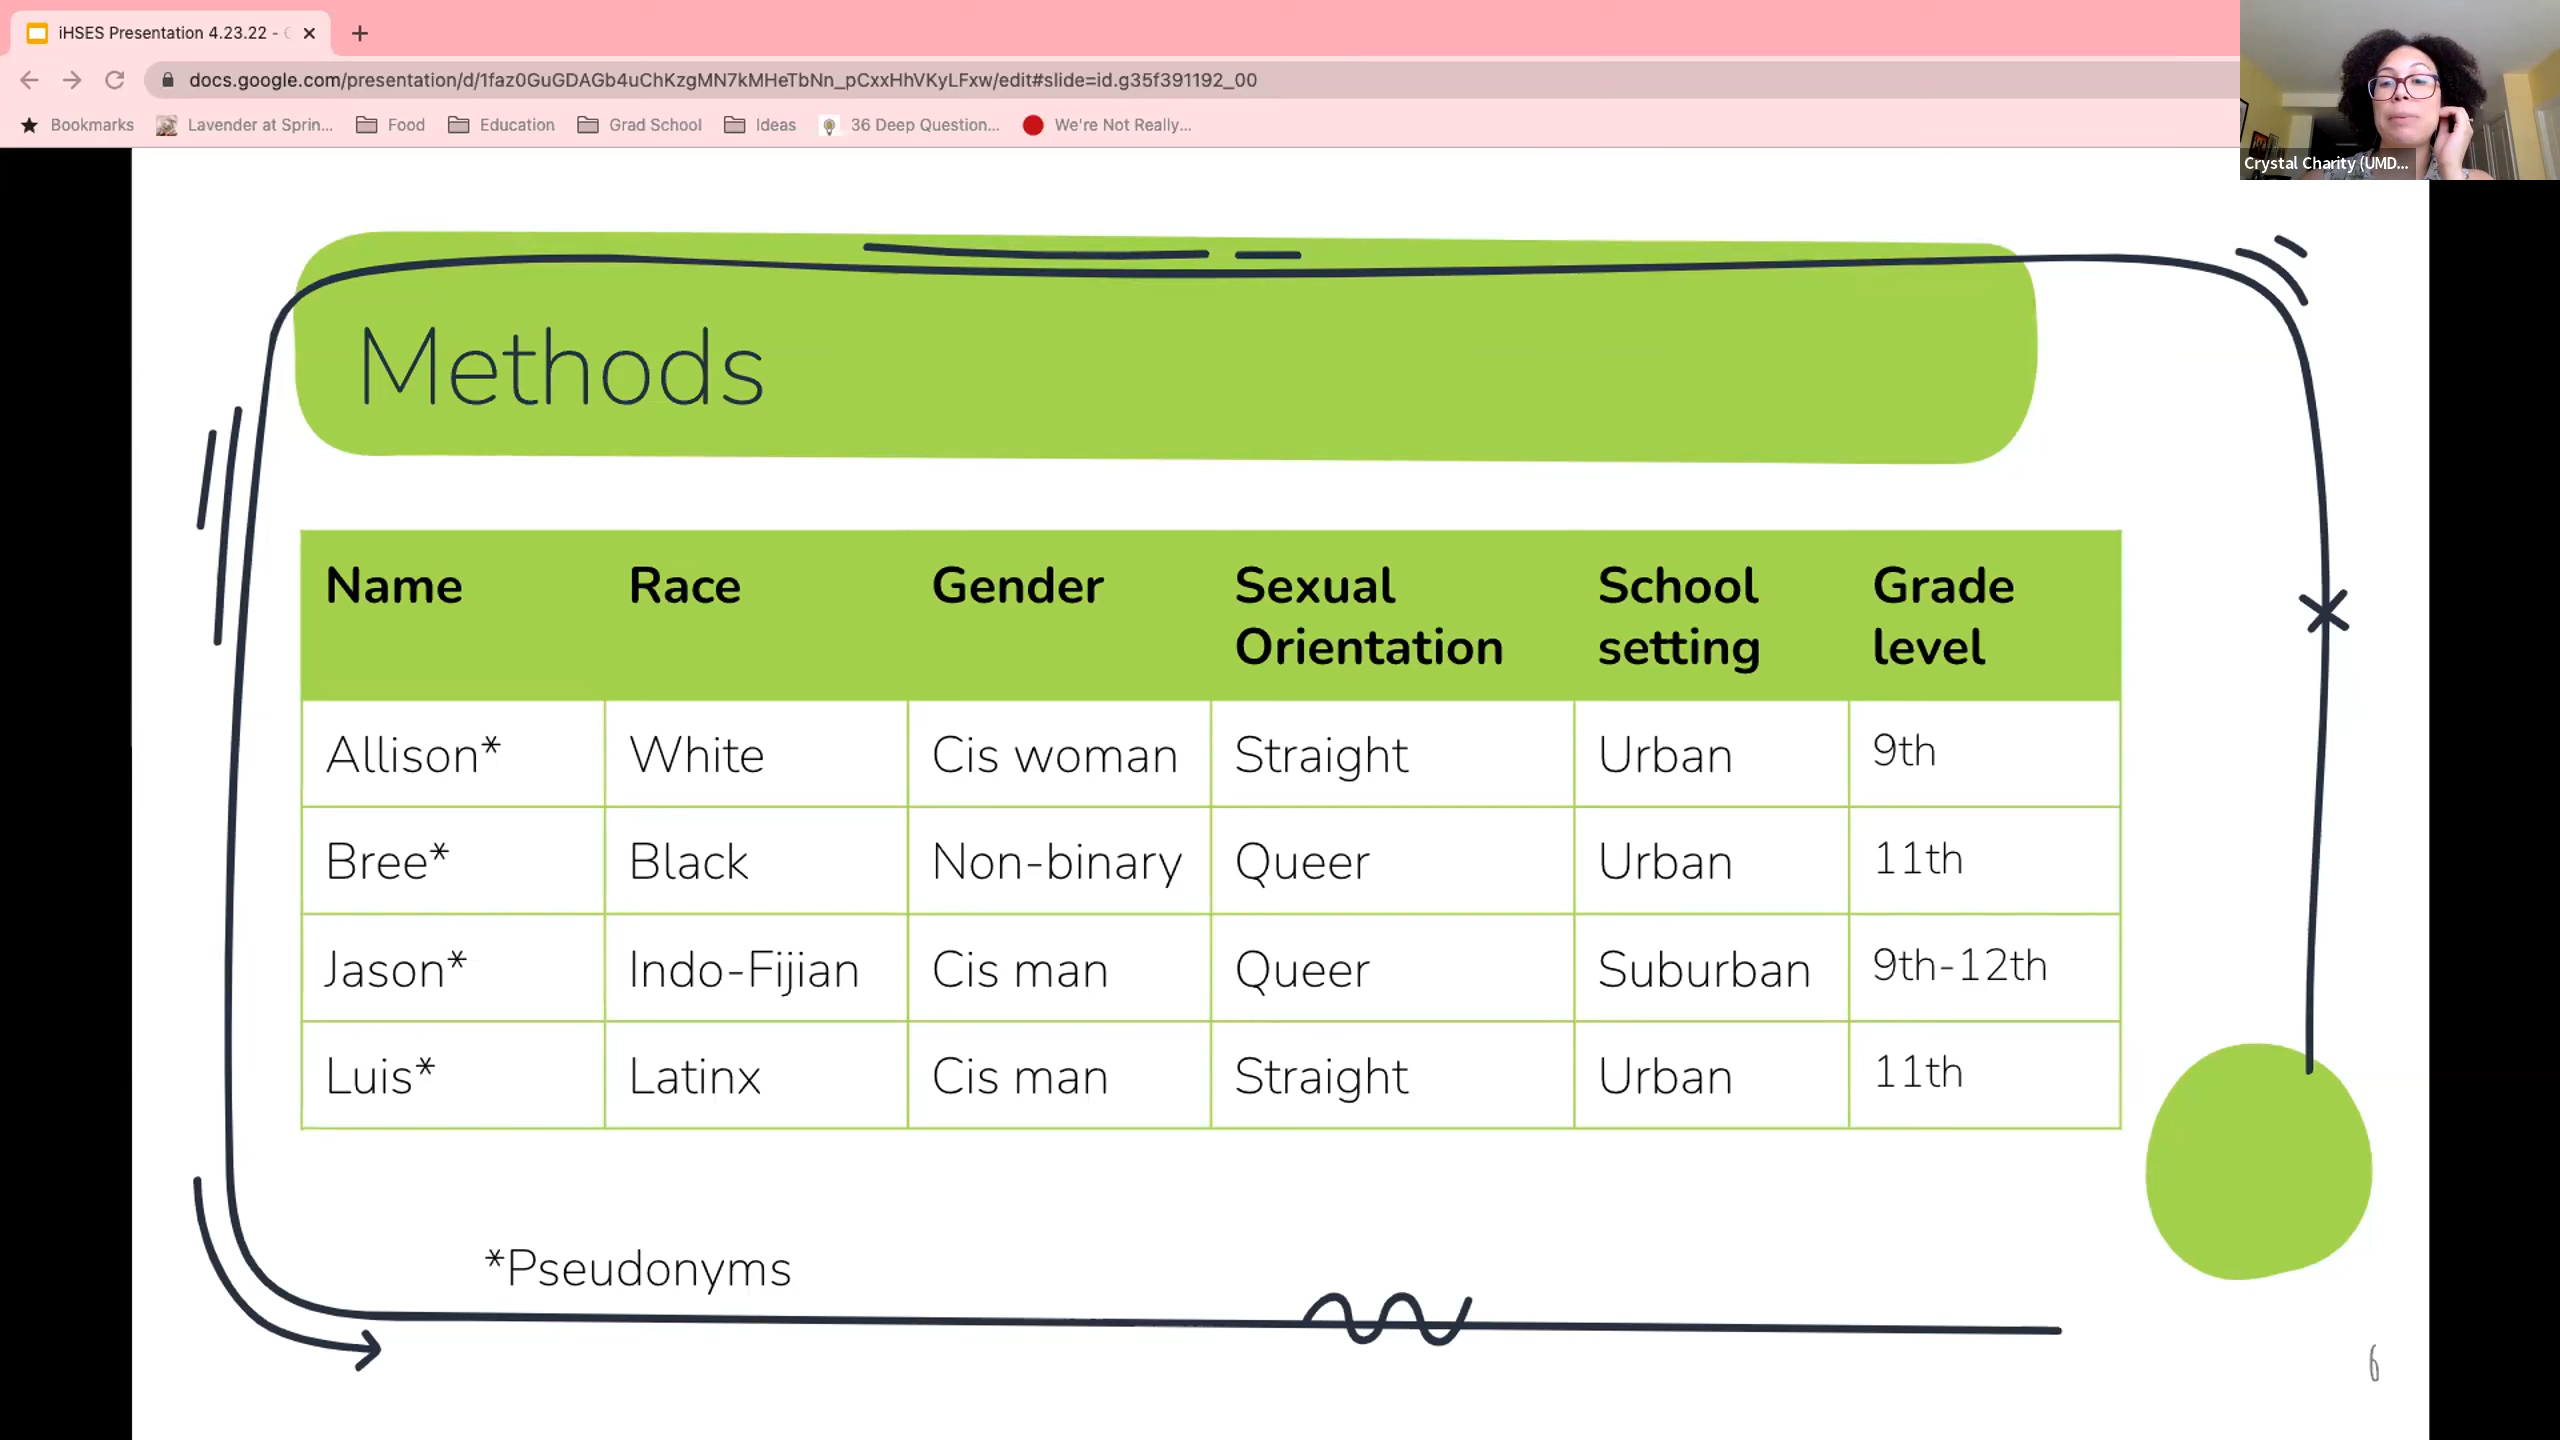 iHSES Presentation 4.23.22 -
docs.google.com/presentation/d/1faz0GuGDAGb4uChKzgMN7kMHeTbNn_pCxxHhVKyLFxw/edit#slide=id.g35f391192_00
Bookmarks Lavender at Sprin... Food Education Grad School Ideas 36 Deep Question... We're Not Really...
Crystal Charity (UMD...
Methods
Name Race Gender Sexual Orientation School setting Grade level
Allison* White Cis woman Straight Urban 9th
Bree* Black Non-binary Queer Urban 11th
Jason* Indo-Fijian Cis man Queer Suburban 9th-12th
Luis* Latinx Cis man Straight Urban 11th
*Pseudonyms
6